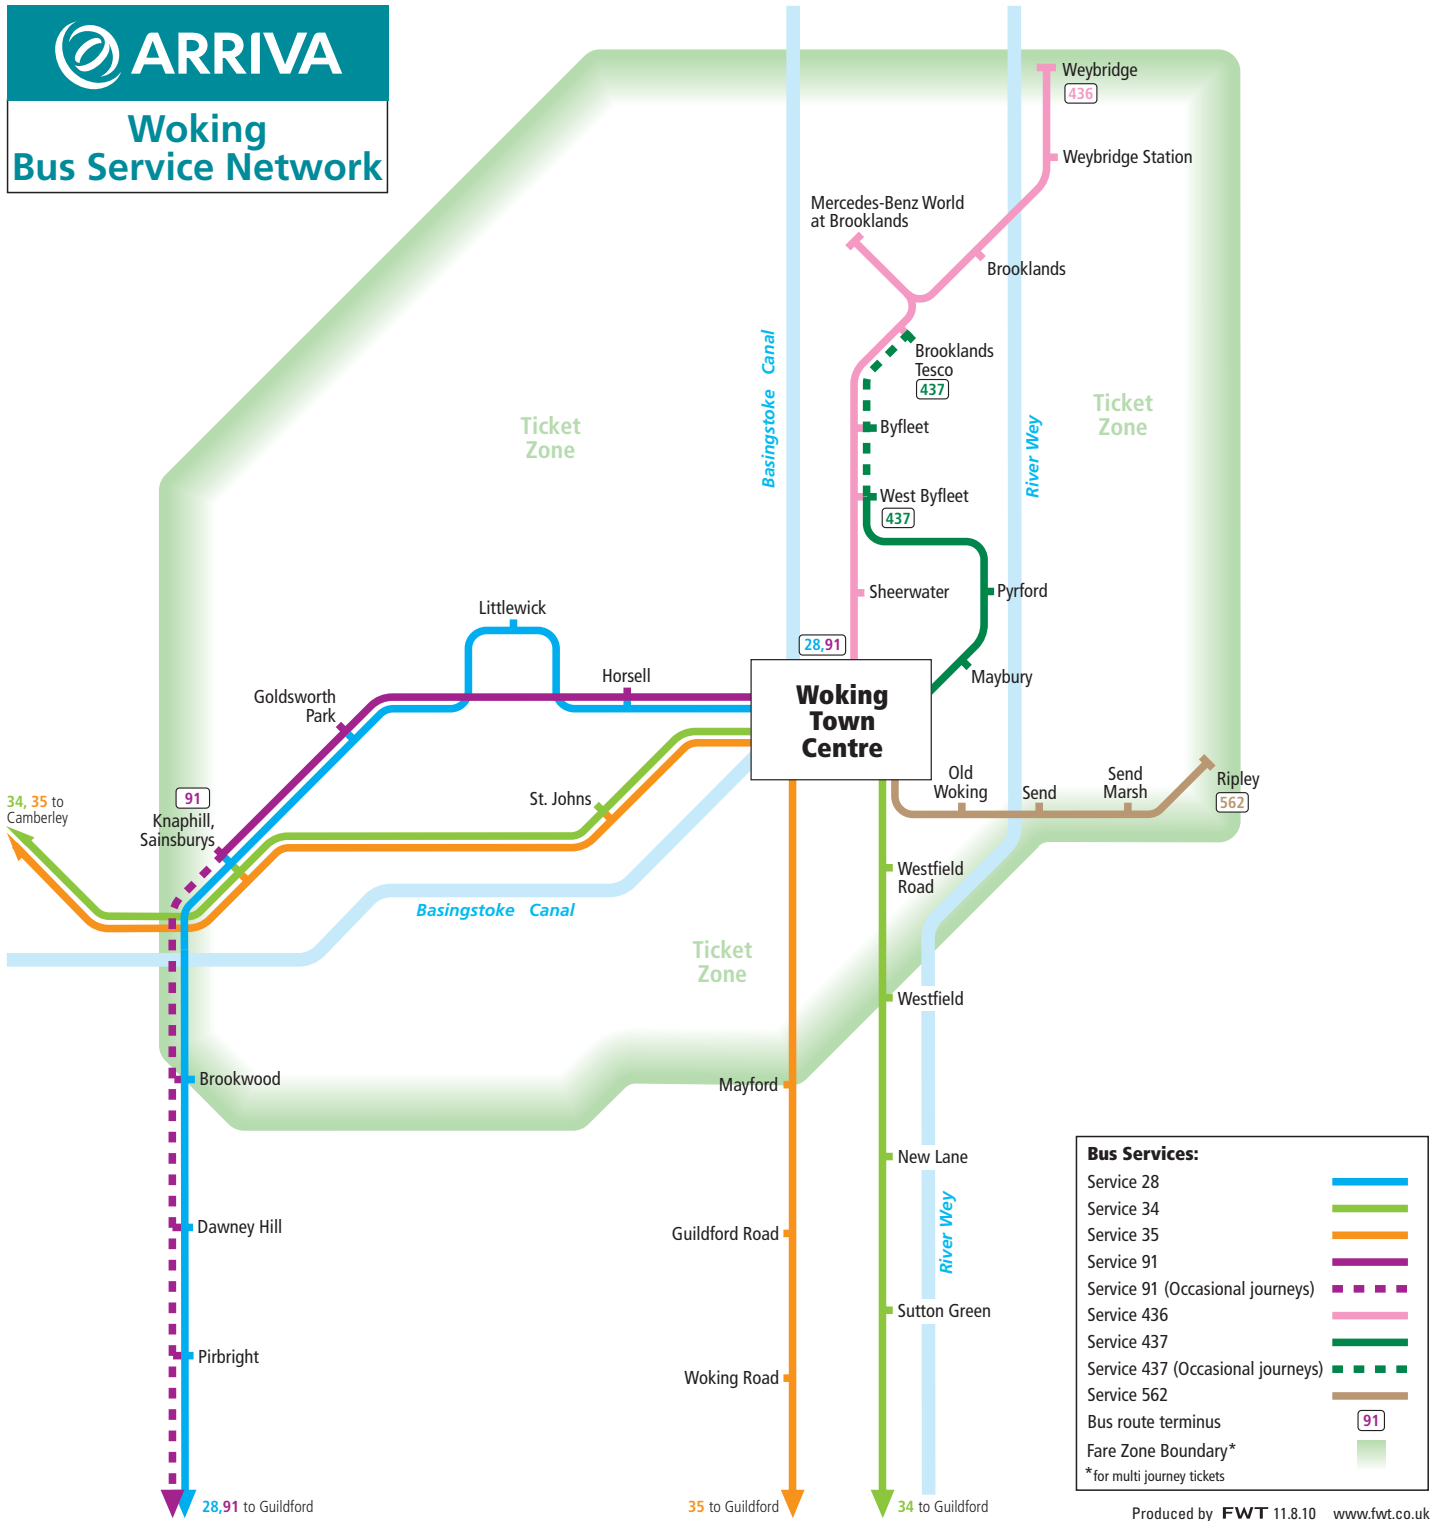 ARRIVA
Woking
Bus Service Network
Weybridge
436
Weybridge Station
Mercedes-Benz World
at Brooklands
Brooklands
Brooklands
Tesco
437
Basingstoke Canal
Ticket
Zone
Ticket
Zone
River Wey
Byfleet
West Byfleet
437
Sheerwater
Pyrford
Littlewick
28,91
Horsell
Maybury
Goldsworth
Park
Woking
Town
Centre
Old
Woking
Send
Send
Marsh
Ripley
562
34, 35 to
Camberley
91
Knaphill,
Sainsburys
St. Johns
Westfield
Road
Basingstoke Canal
Ticket
Zone
Westfield
Brookwood
Mayford
New Lane
Dawney Hill
Guildford Road
River Wey
Sutton Green
Pirbright
Woking Road
28,91 to Guildford
35 to Guildford
34 to Guildford
Bus Services:
Service 28
Service 34
Service 35
Service 91
Service 91 (Occasional journeys)
Service 436
Service 437
Service 437 (Occasional journeys)
Service 562
Bus route terminus
91
Fare Zone Boundary*
*for multi journey tickets
Produced by FWT 11.8.10 www.fwt.co.uk